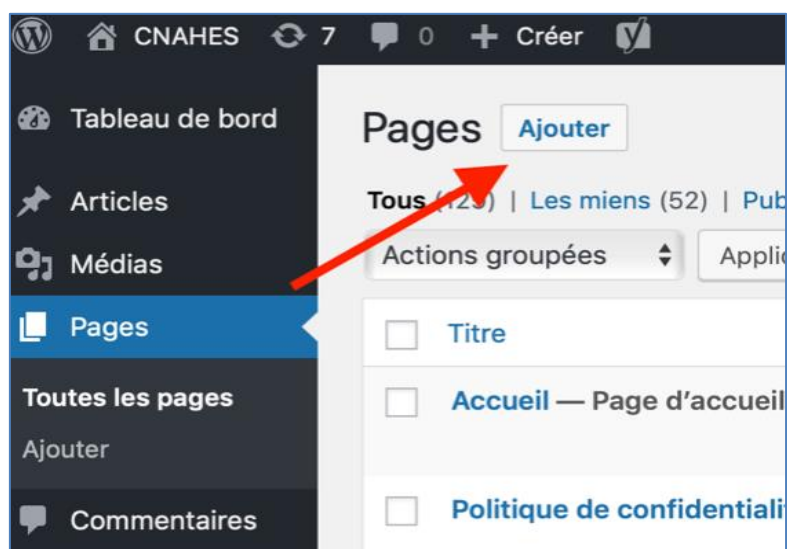 CNAHES 7 0 + Créer
Tableau de bord
Articles
Médias
Pages
Toutes les pages
Ajouter
Commentaires
Pages Ajouter
Tous (129) | Les miens (52) |
Actions groupées
Titre
Accueil — Page d'accueil
Politique de